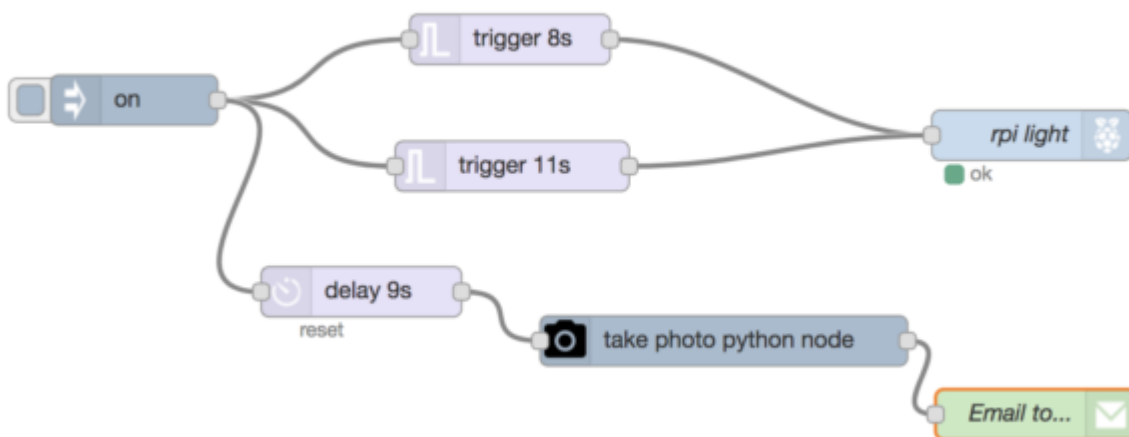 trigger 8s
on
rpi light
trigger 11s
ok
delay 9s
reset
take photo python node
Email to...